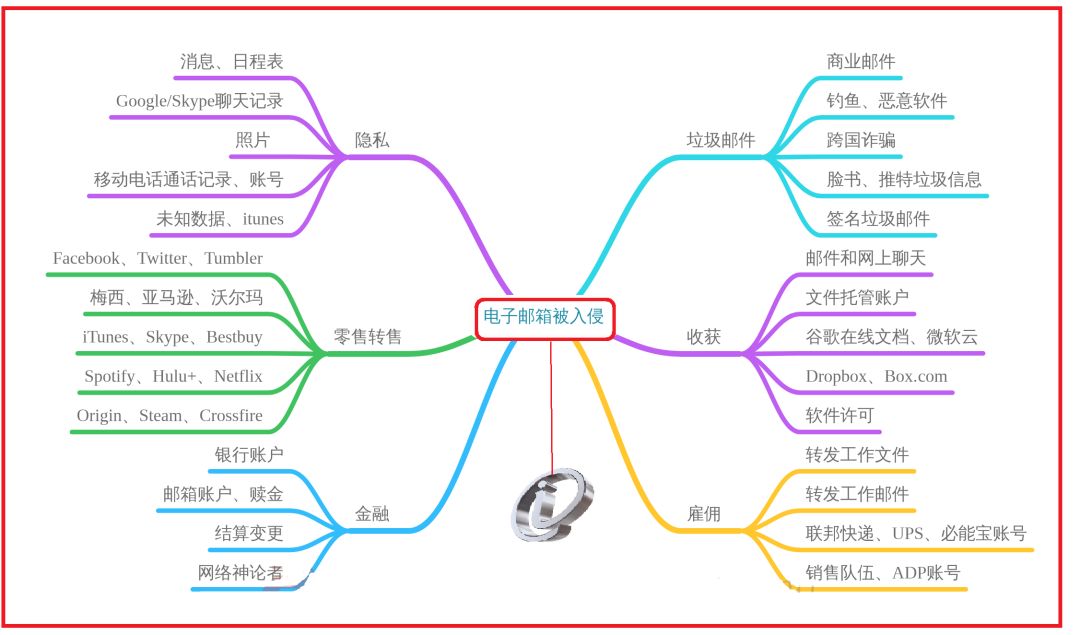 电子邮箱被入侵
隐私
消息、日程表
Google/Skype聊天记录
照片
移动电话通话记录、账号
未知数据、itunes
零售转售
Facebook、Twitter、Tumbler
梅西、亚马逊、沃尔玛
iTunes、Skype、Bestbuy
Spotify、Hulu+、Netflix
Origin、Steam、Crossfire
金融
银行账户
邮箱账户、赎金
结算变更
网络神论者
垃圾邮件
商业邮件
钓鱼、恶意软件
跨国诈骗
脸书、推特垃圾信息
签名垃圾邮件
收获
邮件和网上聊天
文件托管账户
谷歌在线文档、微软云
Dropbox、Box.com
软件许可
雇佣
转发工作文件
转发工作邮件
联邦快递、UPS、必能宝账号
销售队伍、ADP账号